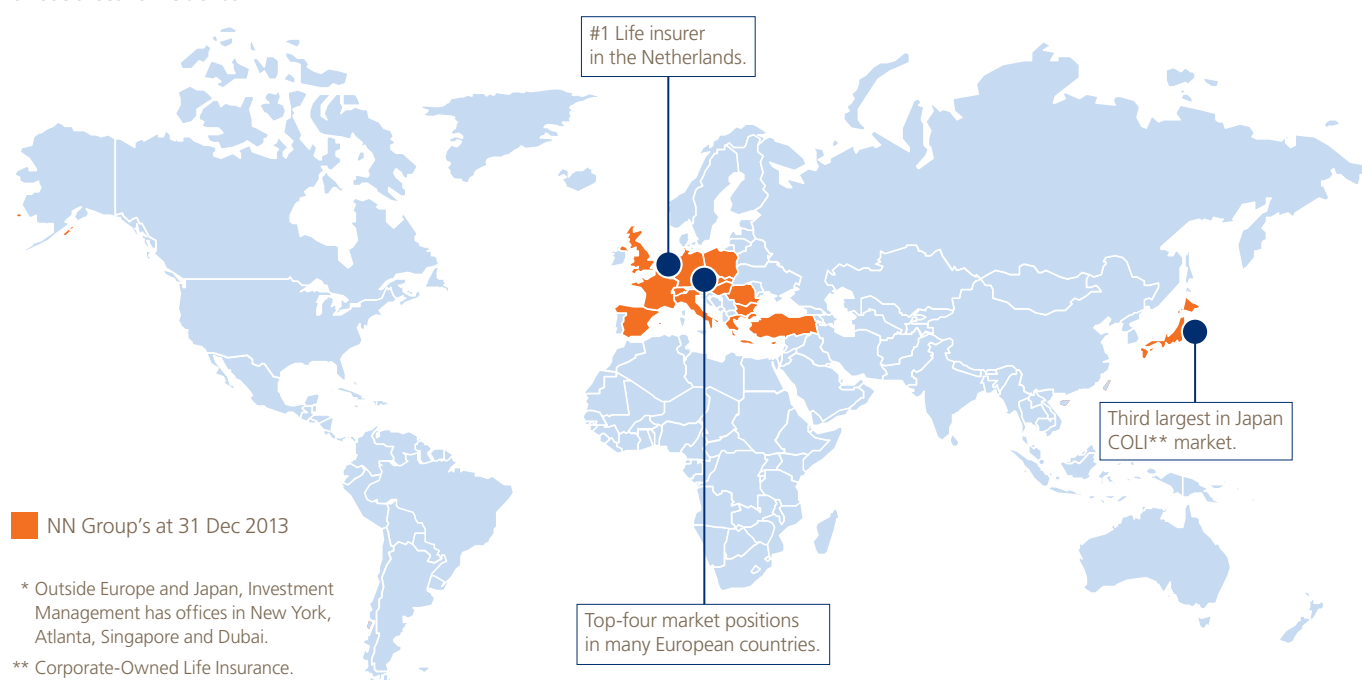 #1 Life insurer
in the Netherlands.
Third largest in Japan
COLI** market.
NN Group's at 31 Dec 2013
* Outside Europe and Japan, Investment
Management has offices in New York,
Atlanta, Singapore and Dubai.
** Corporate-Owned Life Insurance.
Top-four market positions
in many European countries.